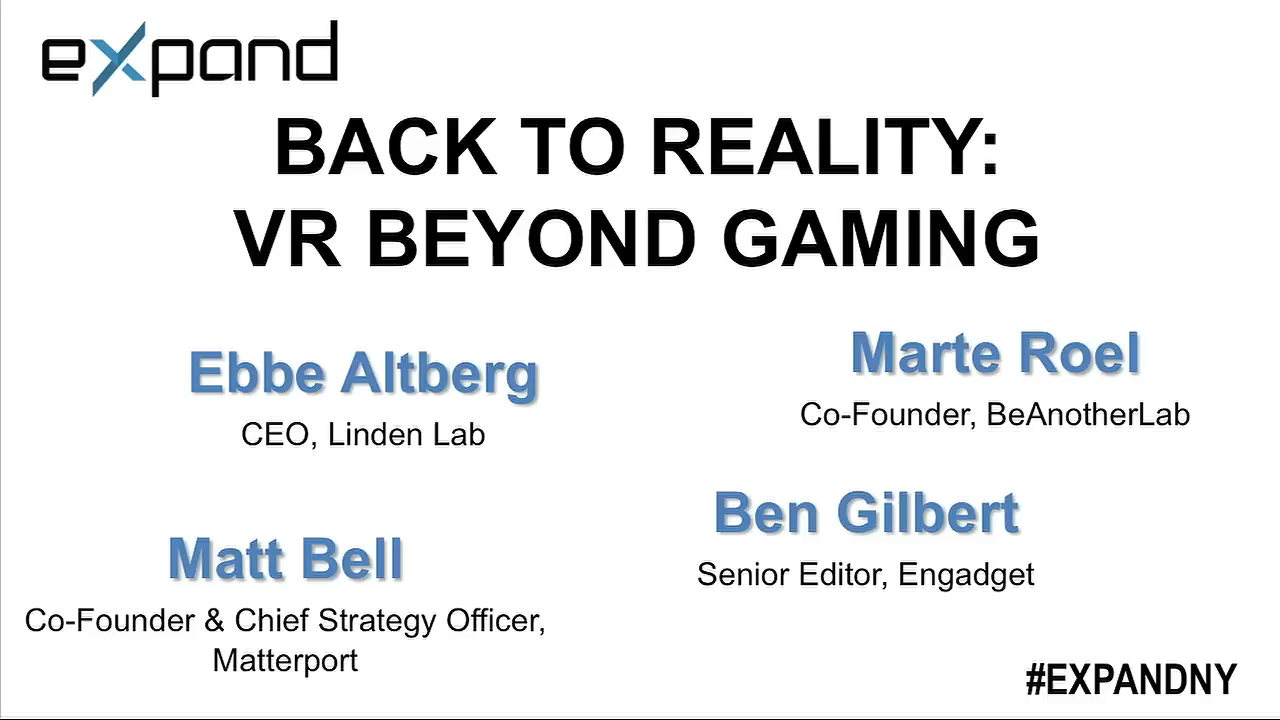 expand
BACK TO REALITY:
VR BEYOND GAMING
Ebbe Altberg
CEO, Linden Lab
Marte Roel
Co-Founder, BeAnotherLab
Matt Bell
Co-Founder & Chief Strategy Officer,
Matterport
Ben Gilbert
Senior Editor, Engadget
#EXPANDNY